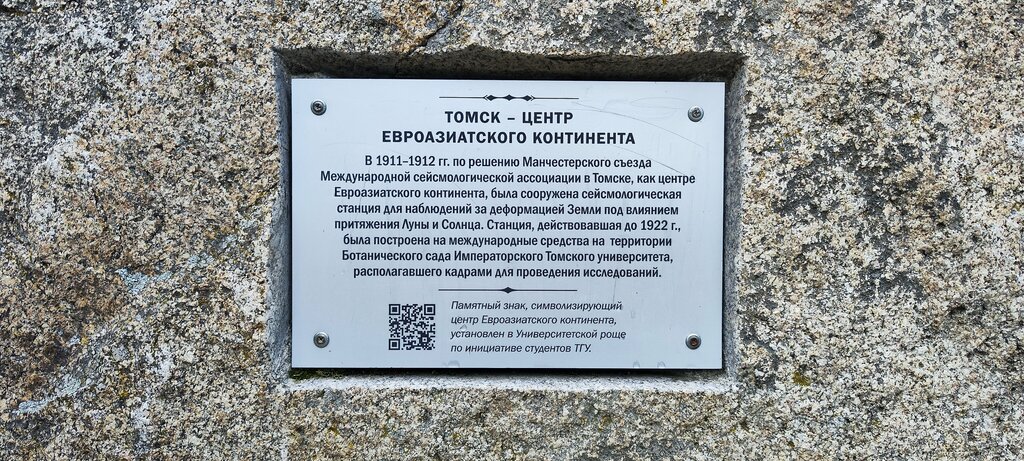 ТОМСК – ЦЕНТР
ЕВРОАЗИАТСКОГО КОНТИНЕНТА
В 1911–1912 гг. по решению Манчестерского съезда
Международной сейсмологической ассоциации в Томске, как центре
Евроазиатского континента, была сооружена сейсмологическая
станция для наблюдений за деформацией Земли под влиянием
притяжения Луны и Солнца. Станция, действовавшая до 1922 г.,
была построена на международные средства на территории
Ботанического сада Императорского Томского университета,
располагавшего кадрами для проведения исследований.
Памятный знак, символизирующий
центр Евроазиатского континента,
установлен в Университетской роще
по инициативе студентов ТГУ.